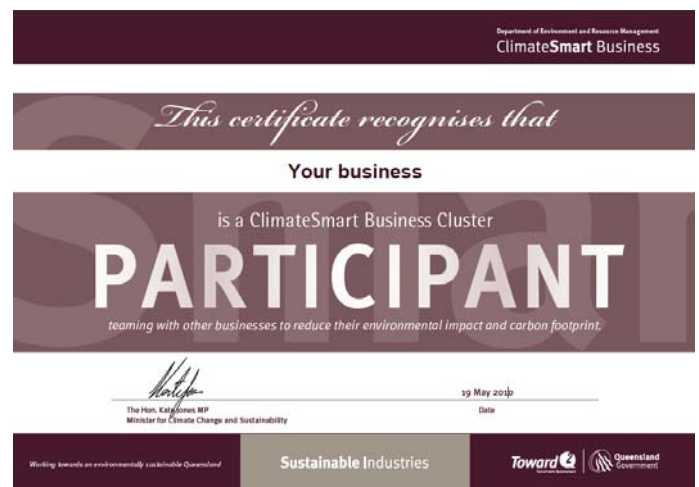 Department of Environment and Resource Management
ClimateSmart Business
This certificate recognises that
Your business
is a ClimateSmart Business Cluster
PARTICIPANT
teaming with other businesses to reduce their environmental impact and carbon footprint.
19 May 2010
The Hon. Kate Jones MP
Date
Minister for Climate Change and Sustainability
Working towards an environmentally sustainable Queensland
Sustainable Industries
Toward Q2
Queensland
Government